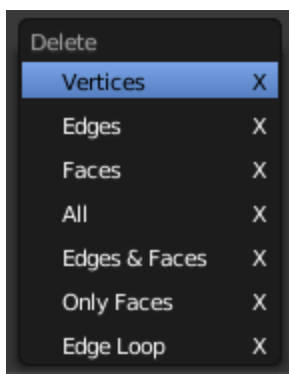 Delete
Vertices X
Edges X
Faces X
All X
Edges & Faces X
Only Faces X
Edge Loop X